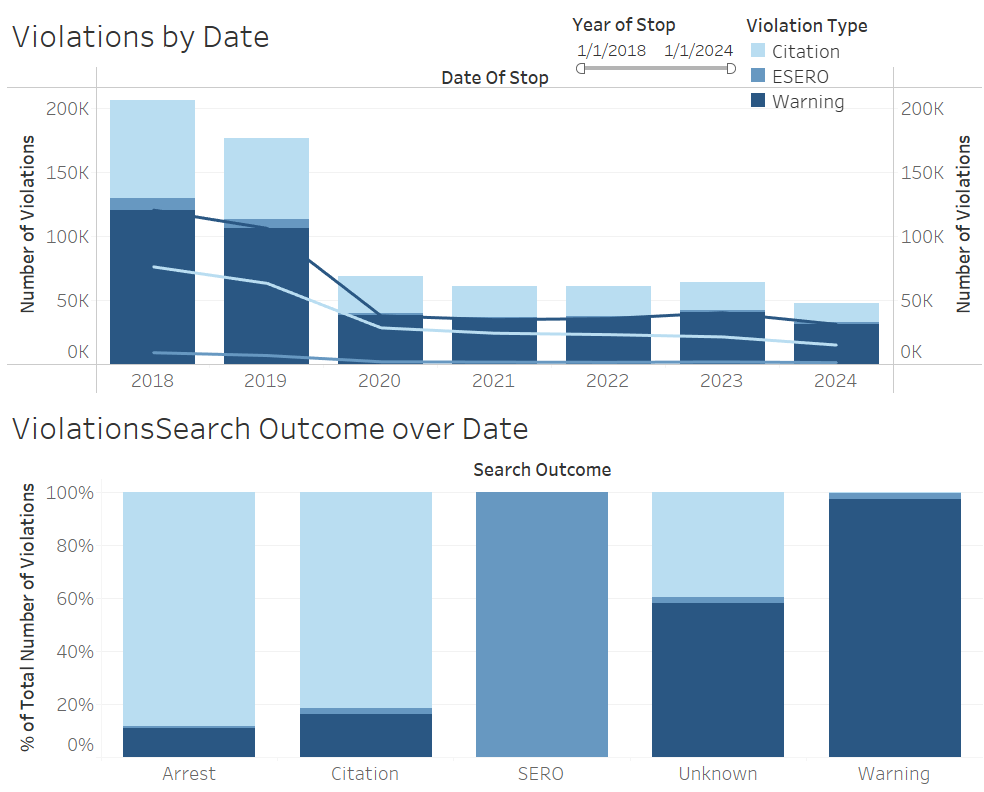 Violations by Date
Year of Stop
1/1/2018 1/1/2024
Violation Type
Citation
ESERO
Warning
Date Of Stop
Number of Violations
200K
150K
100K
50K
0K
200K
150K
100K
50K
0K
Number of Violations
2018 2019 2020 2021 2022 2023 2024
ViolationsSearch Outcome over Date
Search Outcome
% of Total Number of Violations
100%
80%
60%
40%
20%
0%
Arrest Citation SERO Unknown Warning